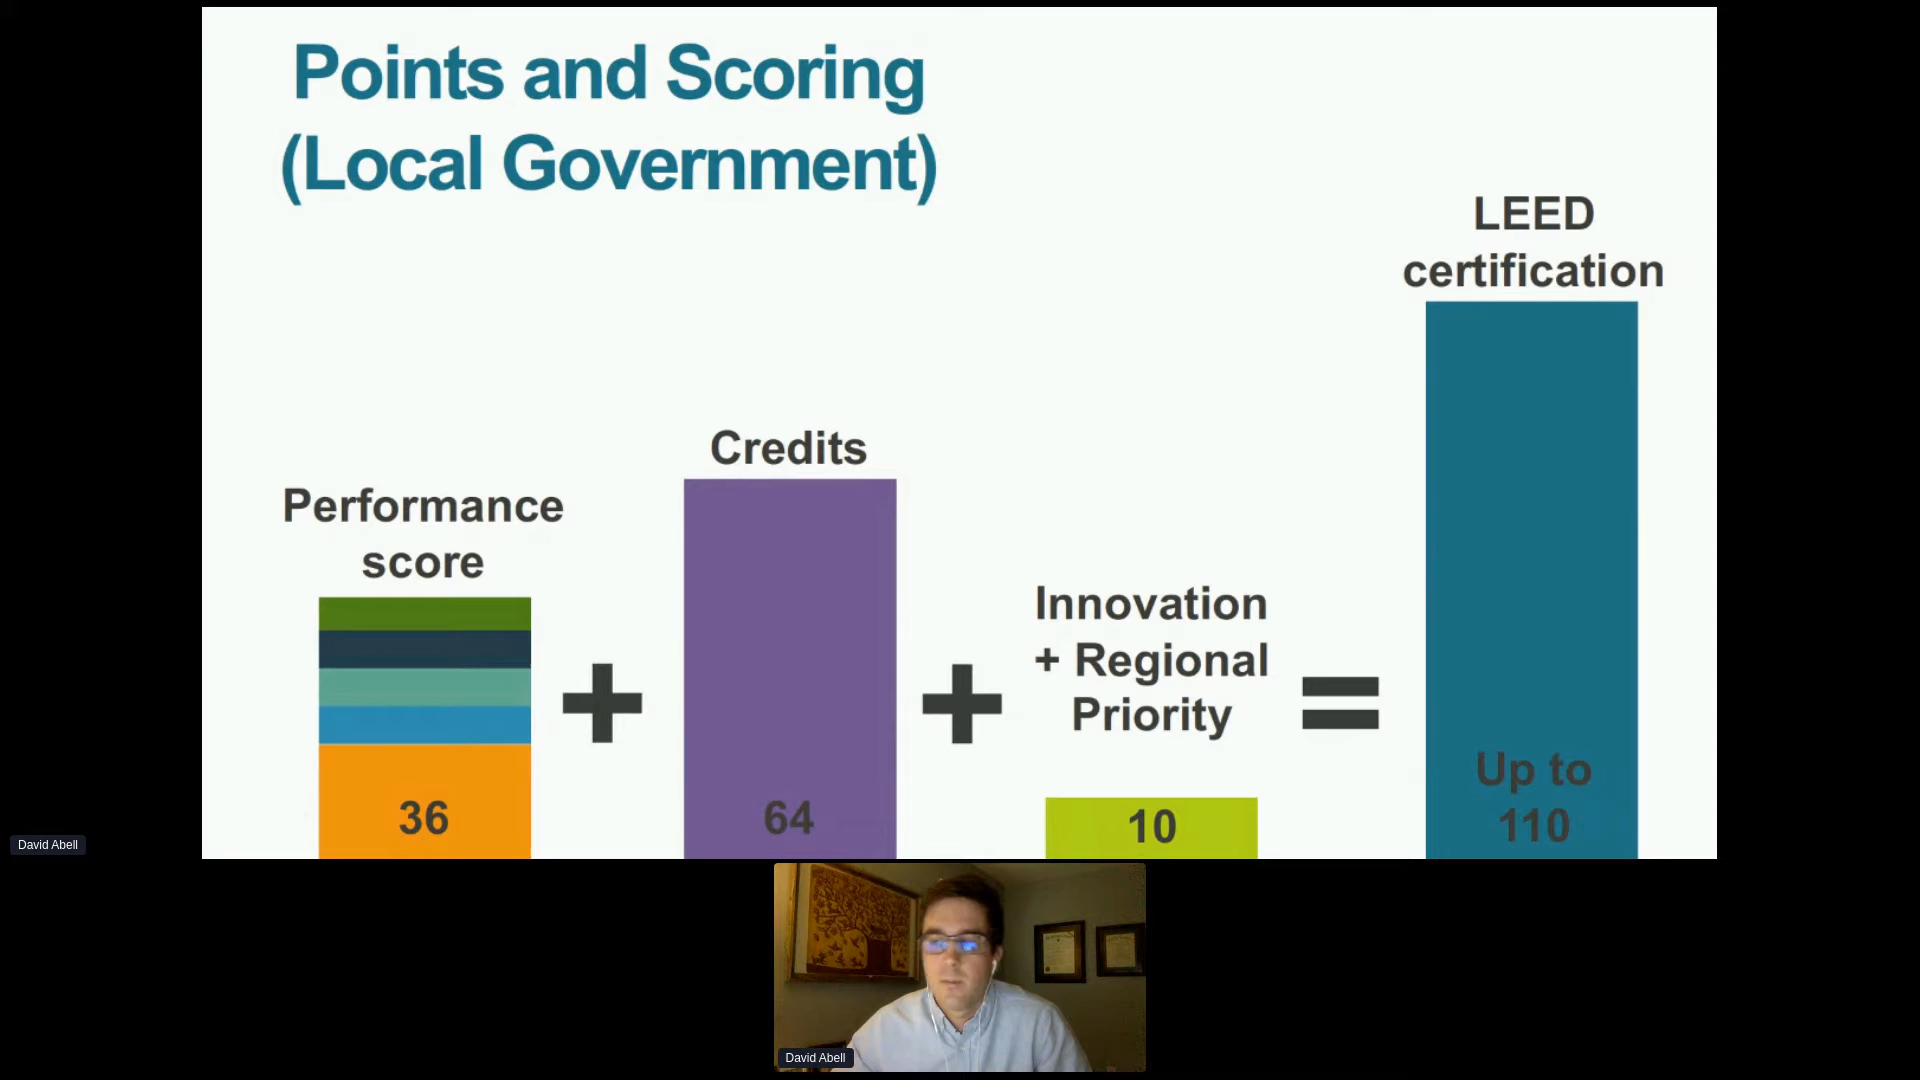 Points and Scoring
(Local Government)
LEED
certification
Credits
Performance
score
Innovation
+ Regional
Priority
+
+
=
36
64
10
Up to
110
David Abell
David Abell